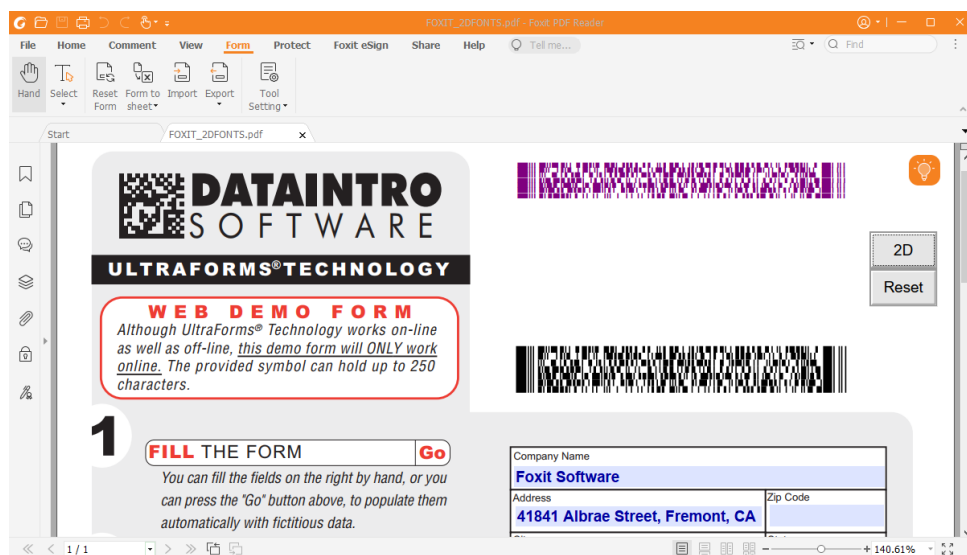 FOXIT_2DFONTS.pdf - Foxit PDF Reader
File Home Comment View Form Protect Foxit eSign Share Help Tell me... Find
Hand Select Reset Form Form to sheet Import Export Tool Setting
Start FOXIT_2DFONTS.pdf x
DATAINTRO
SOFTWARE
ULTRAFORMS®TECHNOLOGY
WEB DEMO FORM
Although UltraForms® Technology works on-line
as well as off-line, this demo form will ONLY work
online. The provided symbol can hold up to 250
characters.
2D
Reset
1
FILL THE FORM Go
You can fill the fields on the right by hand, or you
can press the "Go" button above, to populate them
automatically with fictitious data.
Company Name
Foxit Software
Address Zip Code
41841 Albrae Street, Fremont, CA
1 / 1 140.61%